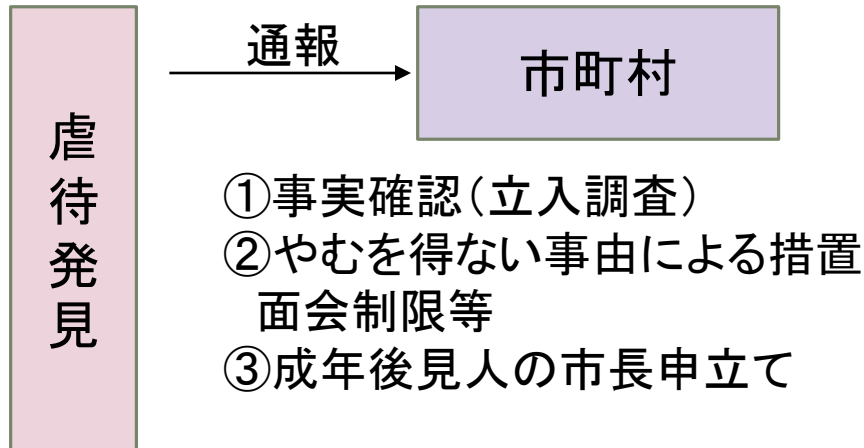 虐待発見
通報
市町村
①事実確認（立入調査）
②やむを得ない事由による措置
面会制限等
③成年後見人の市長申立て